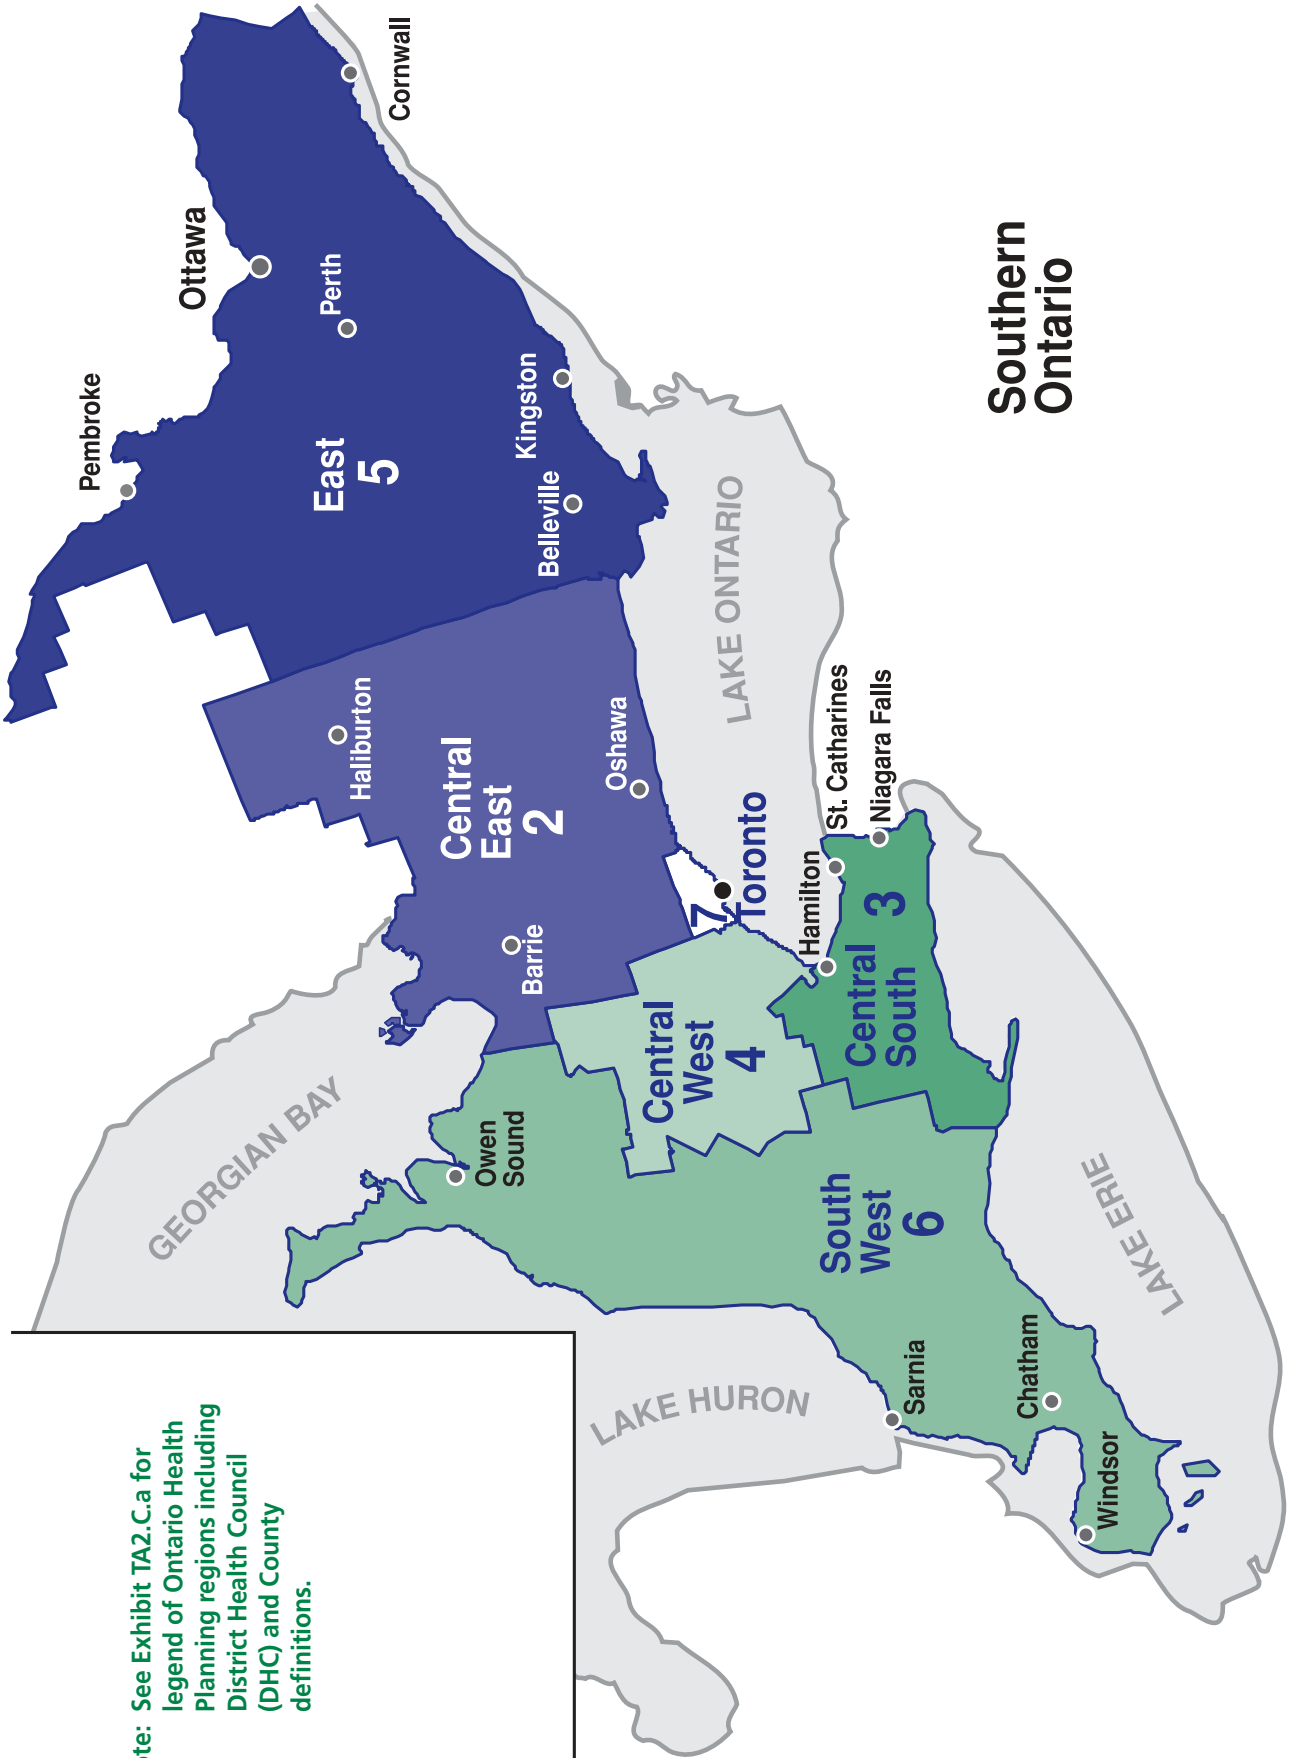 Pembroke
Ottawa
Cornwall
Perth
East
5
Kingston
Belleville
Haliburton
Central
East
2
Oshawa
Barrie
7
Toronto
LAKE ONTARIO
Southern
Ontario
Hamilton
St. Catharines
Niagara Falls
Central
South
3
Central
West
4
GEORGIAN BAY
Owen
Sound
South
West
6
LAKE HURON
Sarnia
Chatham
Windsor
LAKE ERIE
te: See Exhibit TA2.C.a for
legend of Ontario Health
Planning regions including
District Health Council
(DHC) and County
definitions.